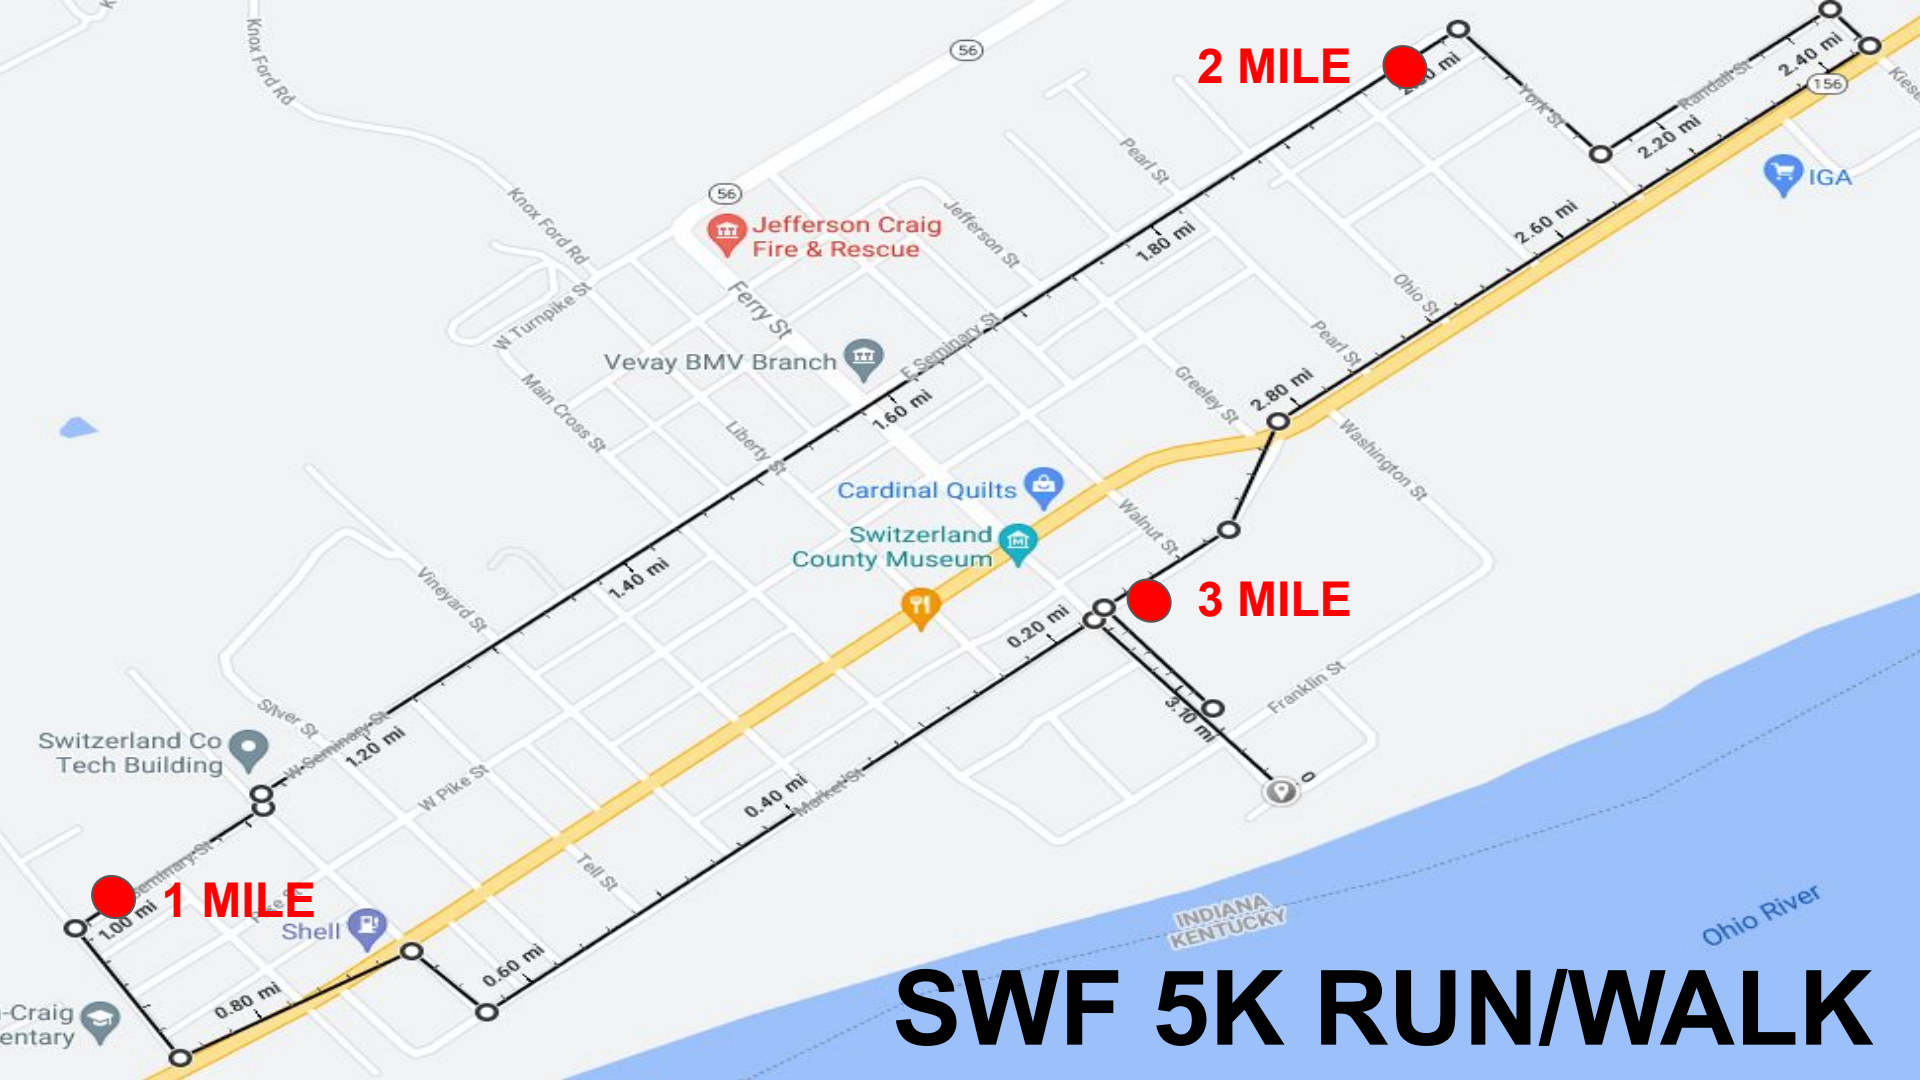 Knox Ford Rd
56
2 MILE
2.40 mi
156
Randall St
York St
2.20 mi
IGA
Pearl St
56
Knox Ford Rd
Jefferson Craig
Fire & Rescue
Jefferson St
1.80 mi
2.60 mi
Ohio St
Ferry St
W Turnpike St
E Seminary St
Vevay BMV Branch
Pearl St
Main Cross St
1.60 mi
Greeley St
2.80 mi
Liberty St
Washington St
Cardinal Quilts
Walnut St
Switzerland
County Museum
1.40 mi
Vineyard St
0.20 mi
3 MILE
Franklin St
3.10 mi
Silver St
W Seminary St
1.20 mi
Switzerland Co
Tech Building
W Pike St
0.40 mi
Market St
0
Seminary St
1 MILE
1.00 mi
Tell St
Shell
0.60 mi
0.80 mi
-Craig
entary
INDIANA
KENTUCKY
Ohio River
SWF 5K RUN/WALK